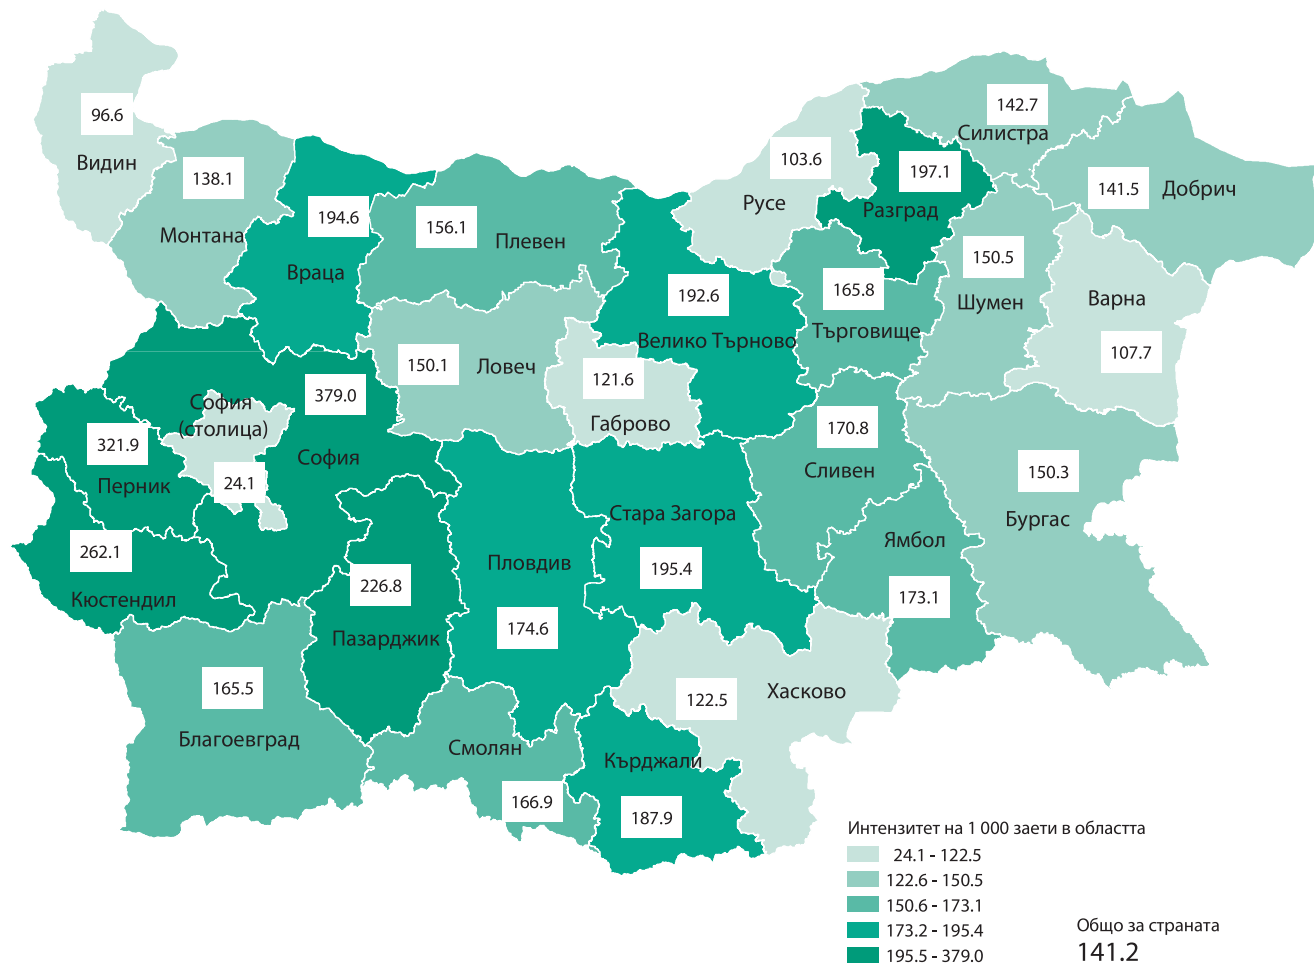 96.6
Видин
138.1
Монтана
194.6
Враца
156.1
Плевен
103.6
Русе
197.1
Разград
142.7
Силистра
141.5
Добрич
192.6
Велико Търново
165.8
Търговище
150.5
Шумен
Варна
107.7
150.1
Ловеч
121.6
Габрово
379.0
София
(столица)
24.1
София
321.9
Перник
262.1
Кюстендил
226.8
Пазарджик
Пловдив
174.6
Стара Загора
195.4
170.8
Сливен
Ямбол
173.1
150.3
Бургас
165.5
Благоевград
Смолян
166.9
Кърджали
187.9
122.5
Хасково
Интензитет на 1 000 заети в областта
24.1 - 122.5
122.6 - 150.5
150.6 - 173.1
173.2 - 195.4
195.5 - 379.0
Общо за страната
141.2